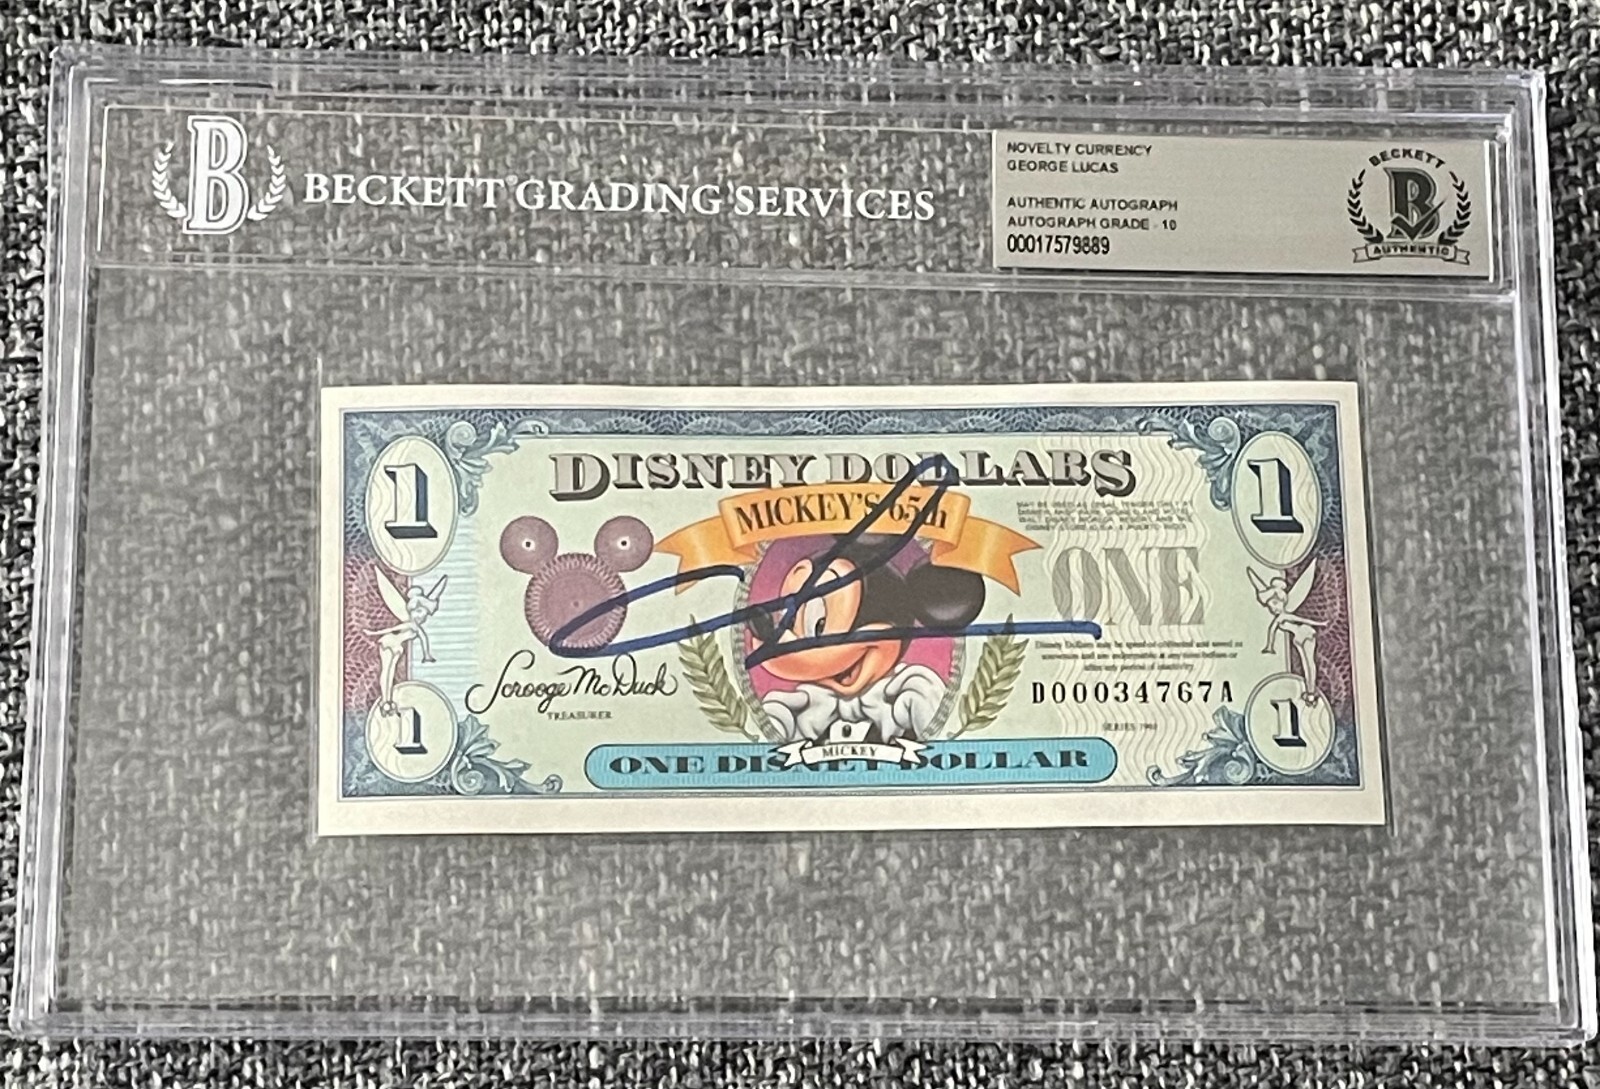 B
BECKETT GRADING SERVICES
NOVELTY CURRENCY
GEORGE LUCAS
AUTHENTIC AUTOGRAPH
AUTOGRAPH GRADE - 10
00017579889
BECKETT
B
AUTHENTIC
1
1
DISNEY DOLLARS
MICKEY'S 65th
ONE
Scrooge McDuck
TREASURER
D00034767A
1
1
MICKEY
ONE DISNEY DOLLAR